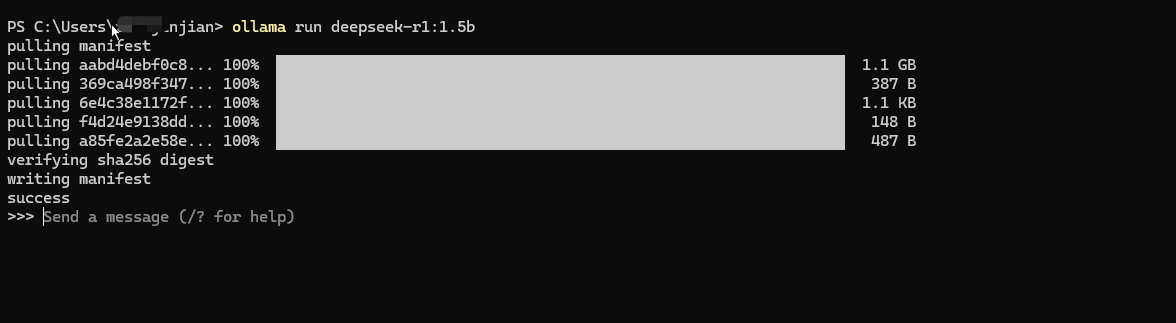 PS C:\Users\ njian> ollama run deepseek-r1:1.5b
pulling manifest
pulling aabd4debf0c8... 100% 1.1 GB
pulling 369ca498f347... 100% 387 B
pulling 6e4c38e1172f... 100% 1.1 KB
pulling f4d24e9138dd... 100% 148 B
pulling a85fe2a2e58e... 100% 487 B
verifying sha256 digest
writing manifest
success
>>> Send a message (/? for help)